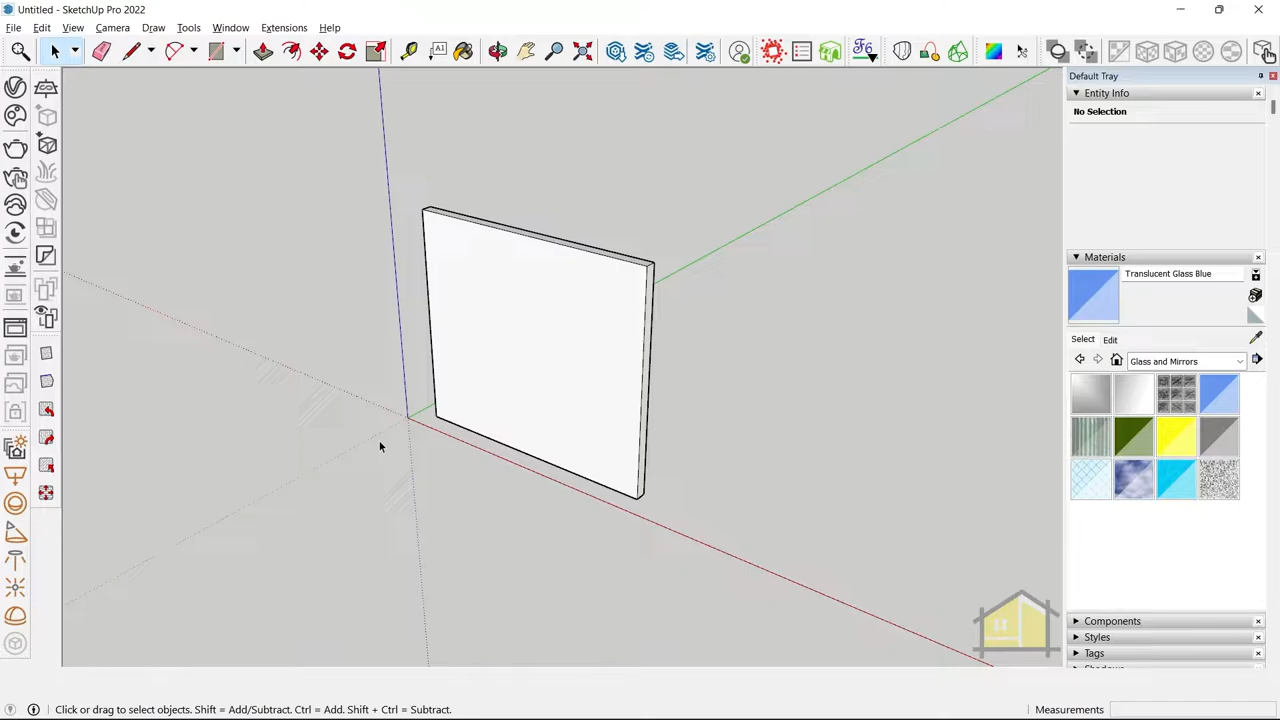 Untitled - SketchUp Pro 2022
File Edit View Camera Draw Tools Window Extensions Help
A1
F6
Default Tray
Entity Info
No Selection
Materials
Translucent Glass Blue
Select Edit
Glass and Mirrors
Components
Styles
Tags
Click or drag to select objects. Shift = Add/Subtract. Ctrl = Add. Shift + Ctrl = Subtract.
Measurements